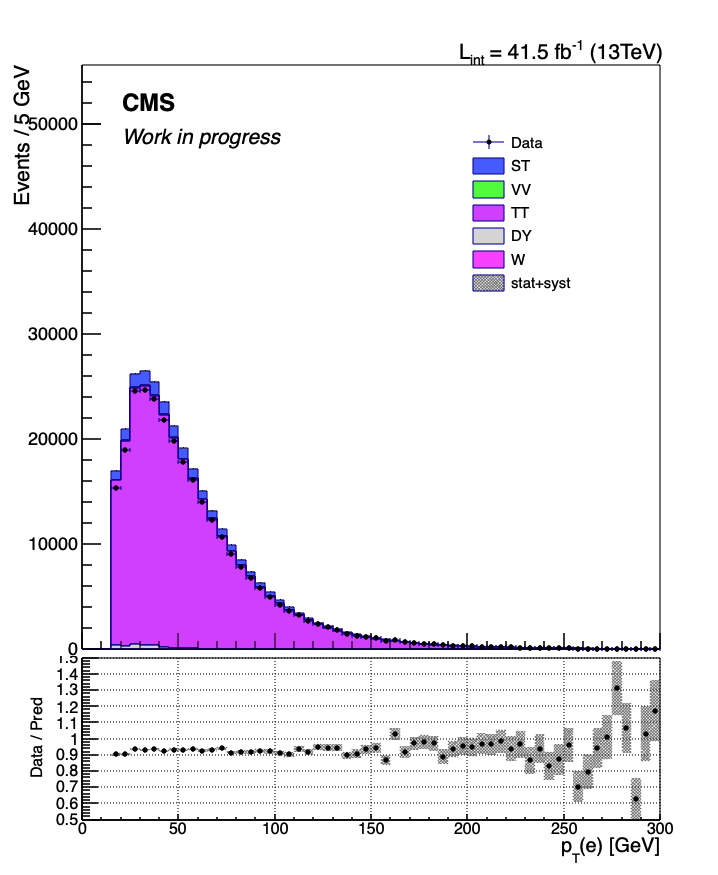 L_int = 41.5 fb^-1 (13TeV)
Events / 5 GeV
CMS
Work in progress
Data
ST
VV
TT
DY
W
stat+syst
50000
40000
30000
20000
10000
0
Data / Pred
1.5
1.4
1.3
1.2
1.1
1
0.9
0.8
0.7
0.6
0.5
0 50 100 150 200 250 300
p_T(e) [GeV]